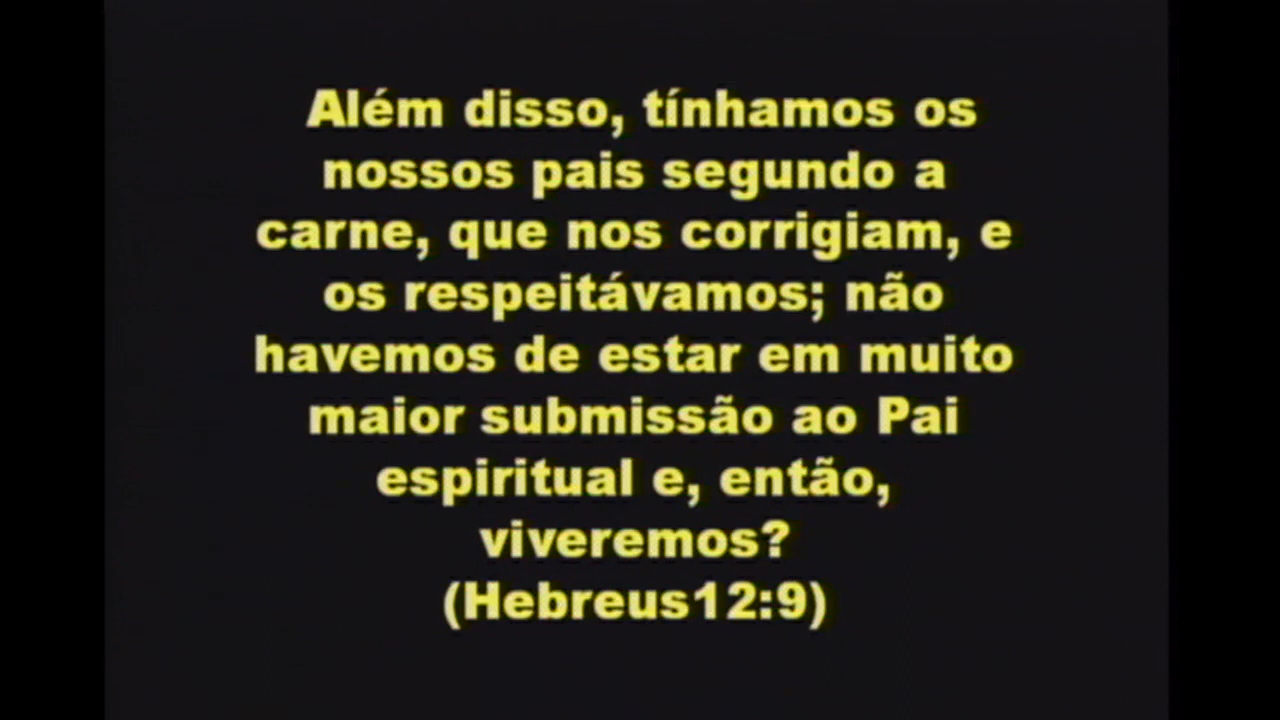 Além disso, tínhamos os
nossos pais segundo a
carne, que nos corrigiam, e
os respeitávamos; não
havemos de estar em muito
maior submissão ao Pai
espiritual e, então,
viveremos?
(Hebreus12:9)